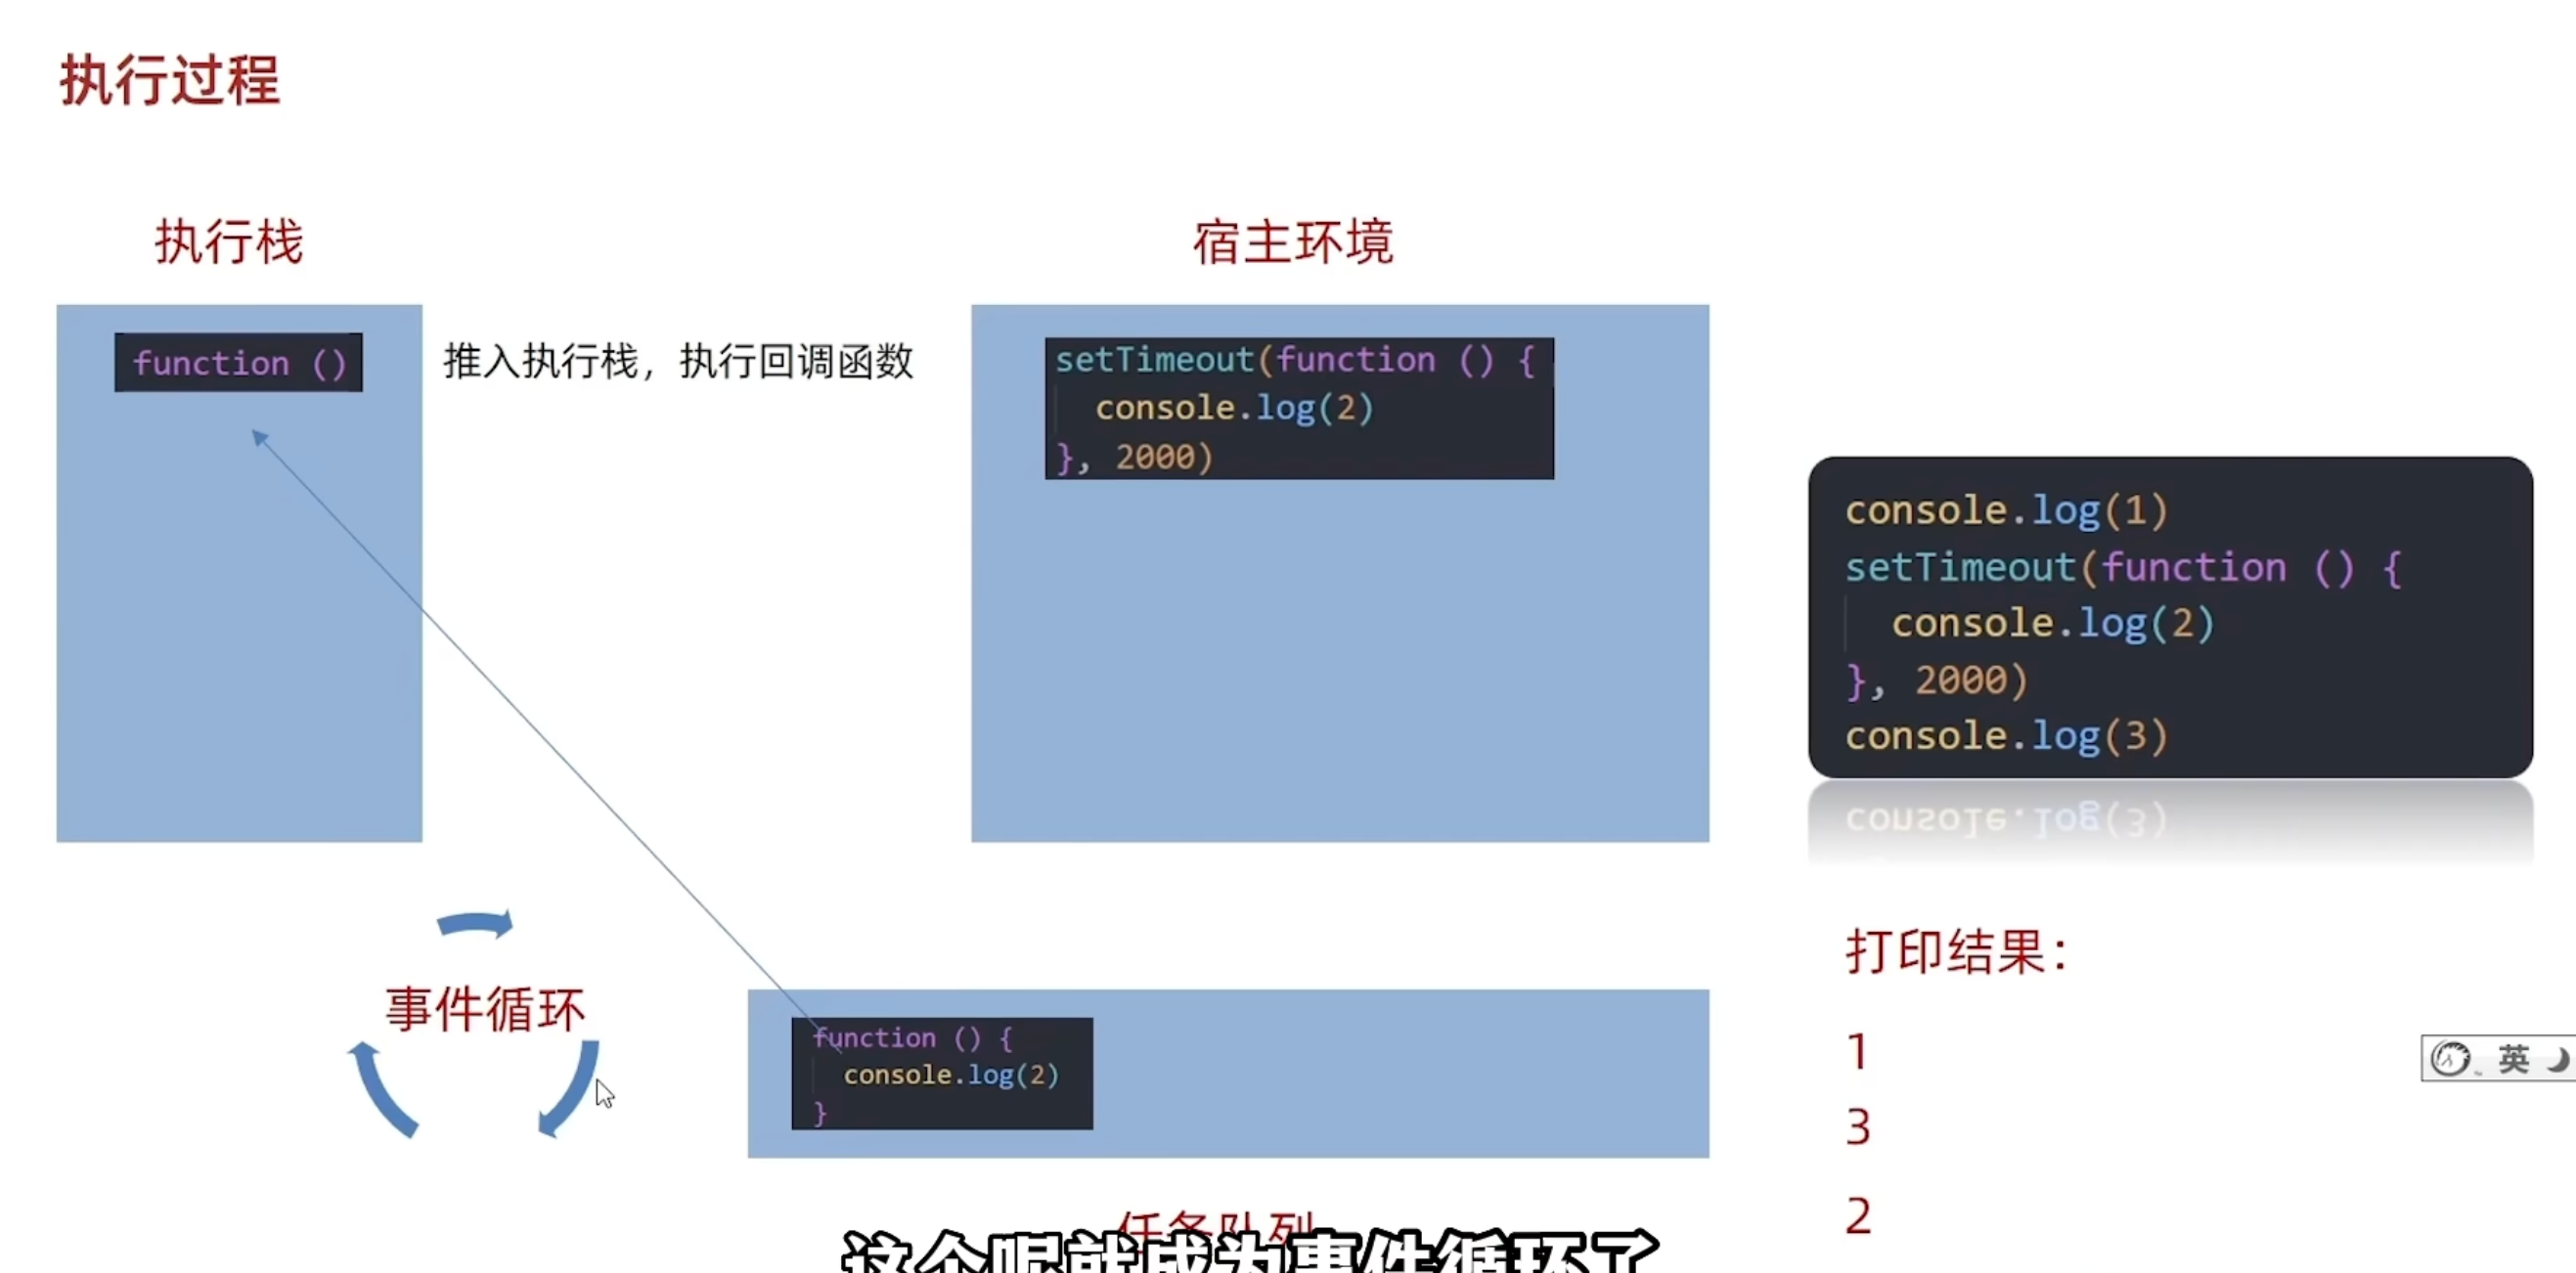 执行过程
执行栈
宿主环境
function ()
推入执行栈，执行回调函数
setTimeout(function () {
console.log(2)
}, 2000)
console.log(1)
setTimeout(function () {
console.log(2)
}, 2000)
console.log(3)
事件循环
function () {
console.log(2)
}
任务队列
打印结果：
1
3
2
英
这个呢就成为事件循环了